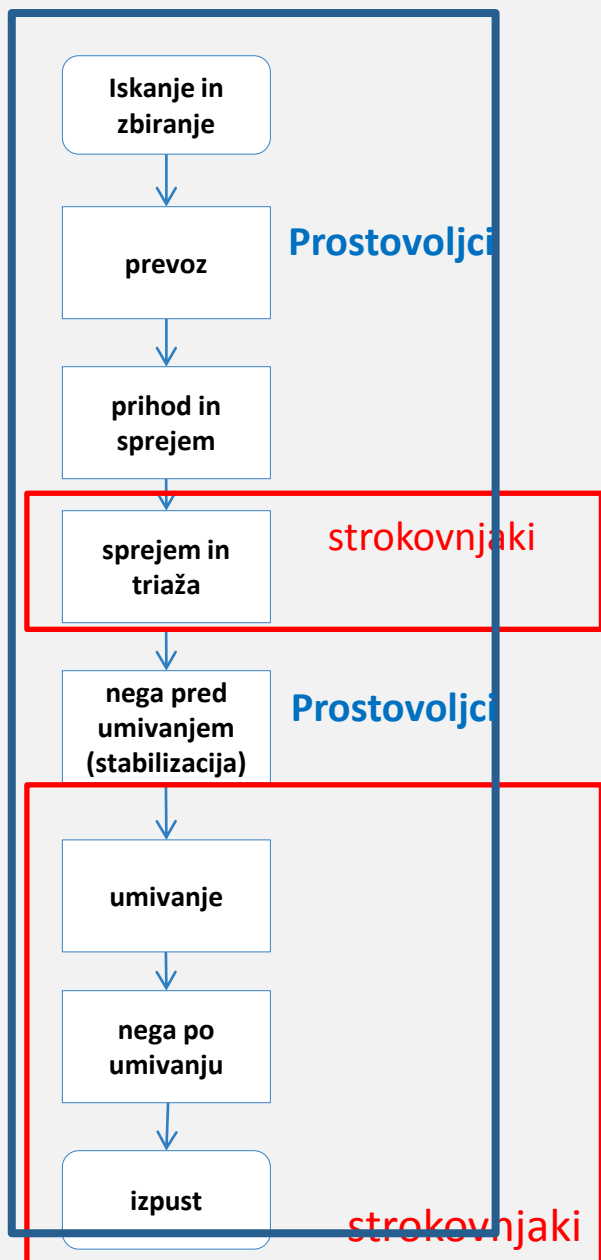 Iskanje in
zbiranje
Prostovoljci
prevoz
prihod in
sprejem
strokovnjaki
sprejem in
triaža
nega pred
umivanjem
(stabilizacija)
Prostovoljci
umivanje
nega po
umivanju
izpust
strokovnjaki